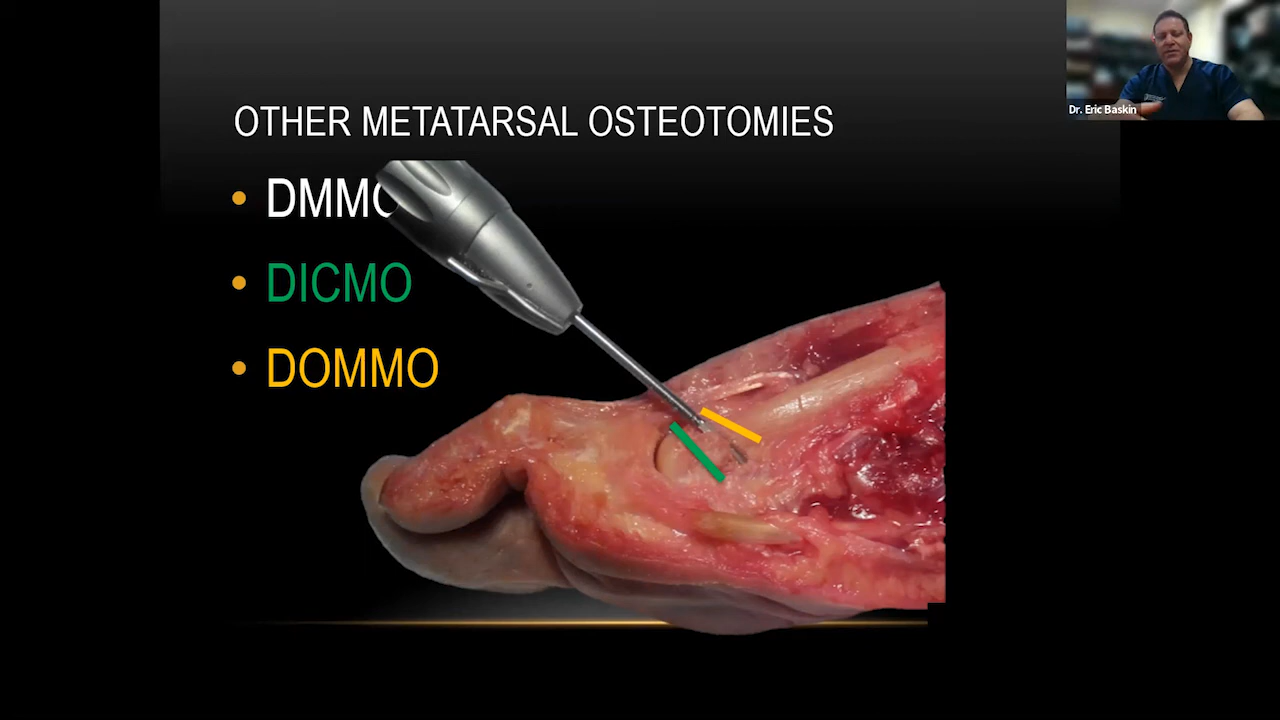 OTHER METATARSAL OSTEOTOMIES
DMMO
DICMO
DOMMO
Dr. Eric Baskin